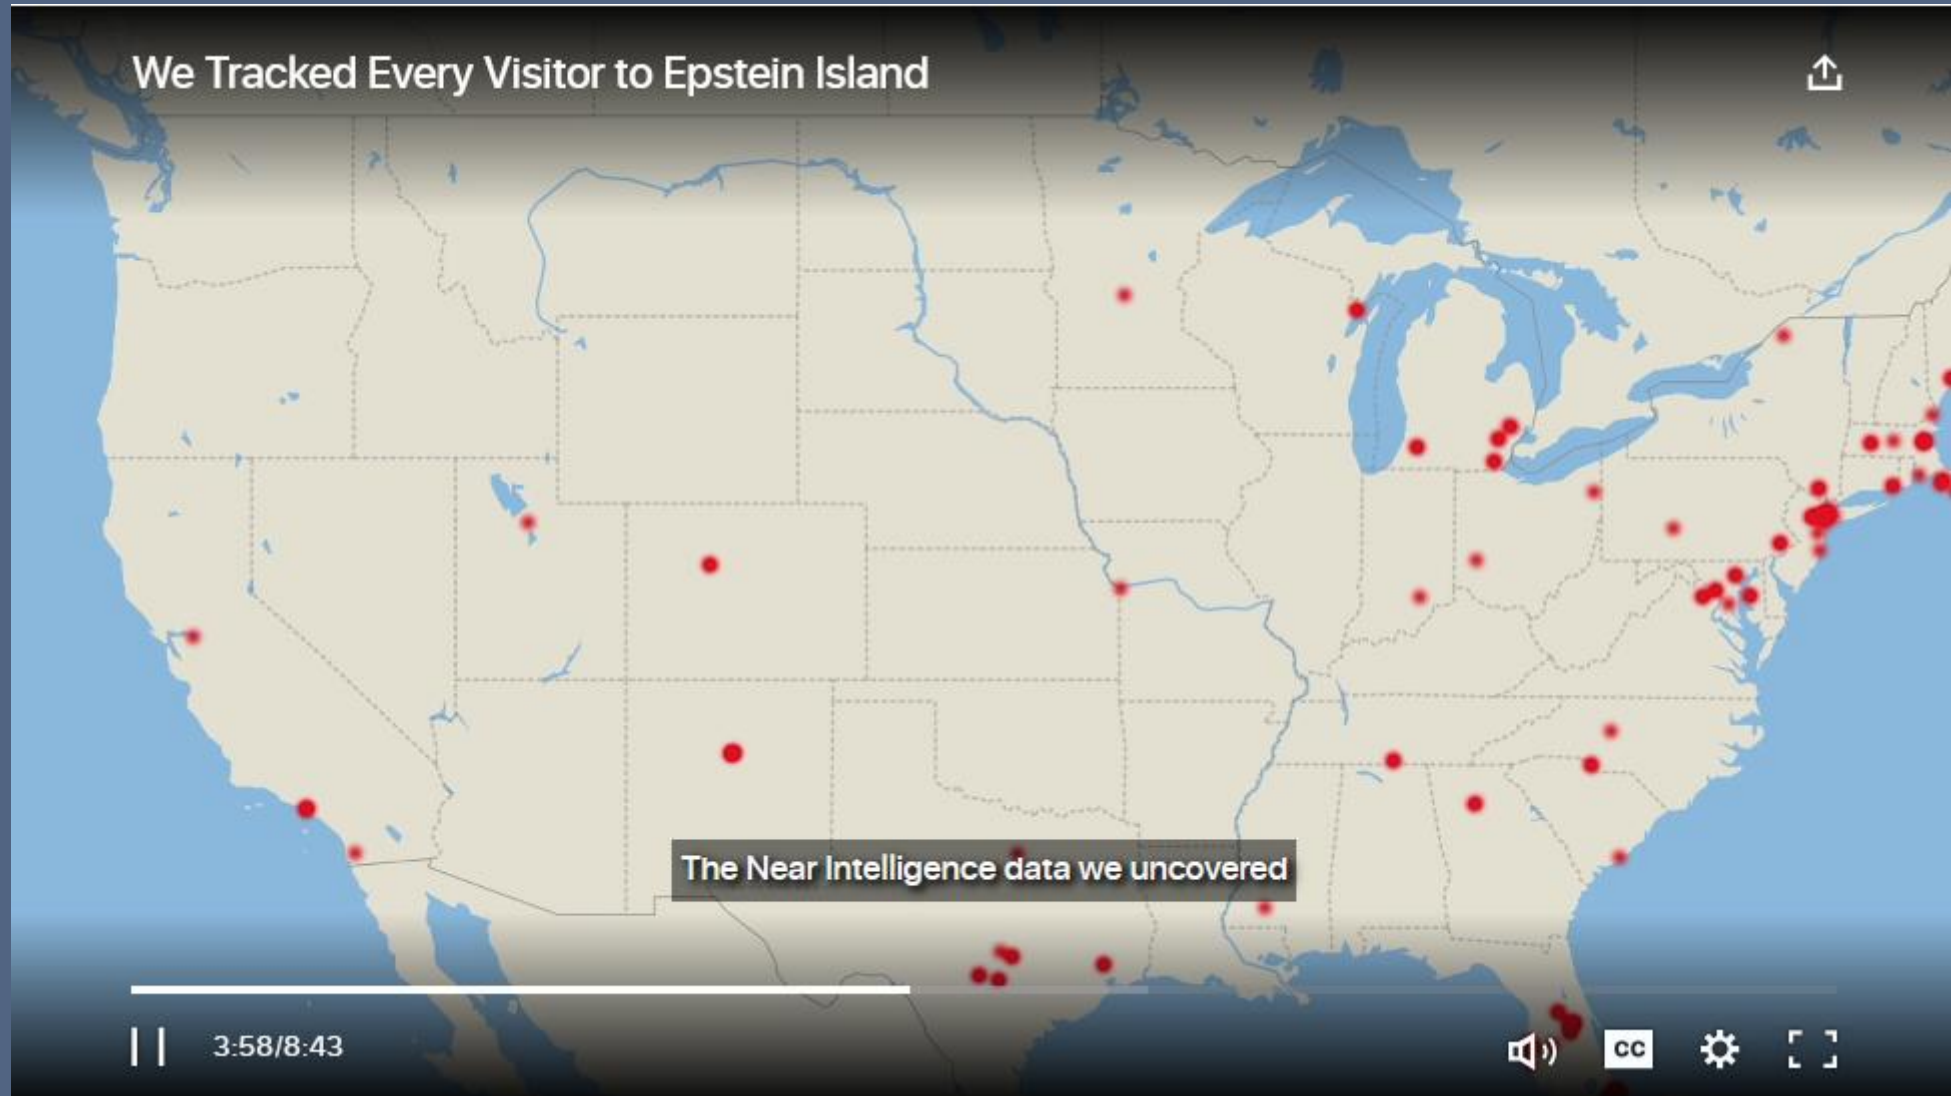 We Tracked Every Visitor to Epstein Island
The Near Intelligence data we uncovered
3:58/8:43
CC